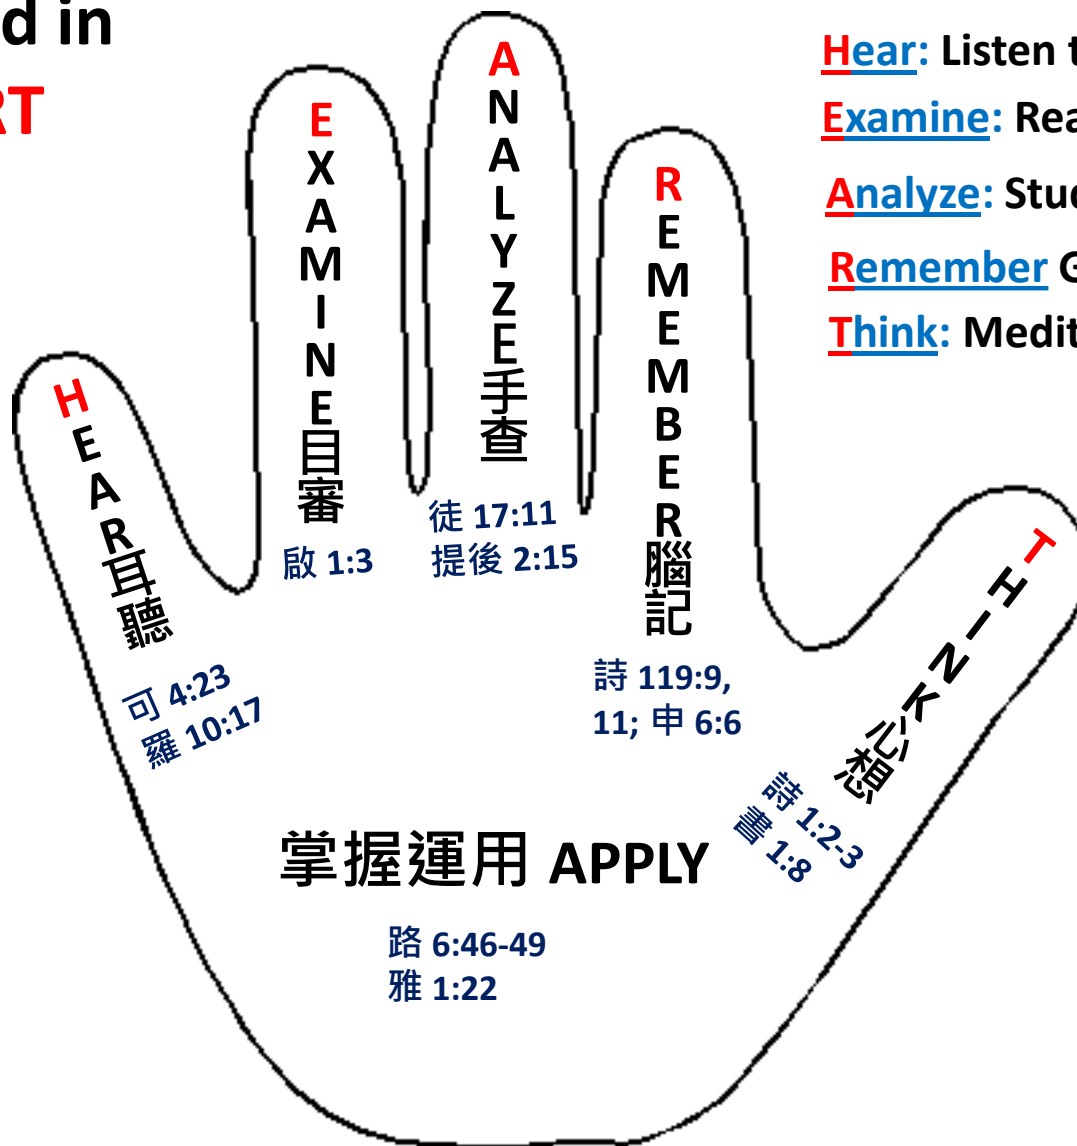 d in
RT
Hear: Listen t
Examine: Rea
Analyze: Stud
Remember G
Think: Medit
HEAR耳聽
可 4:23
羅 10:17
EXAMINE目審
啟 1:3
ANALYZE手查
徒 17:11
提後 2:15
REMEMBER腦記
詩 119:9,
11; 申 6:6
THINK心想
詩 1:2-3
書 1:8
掌握運用 APPLY
路 6:46-49
雅 1:22